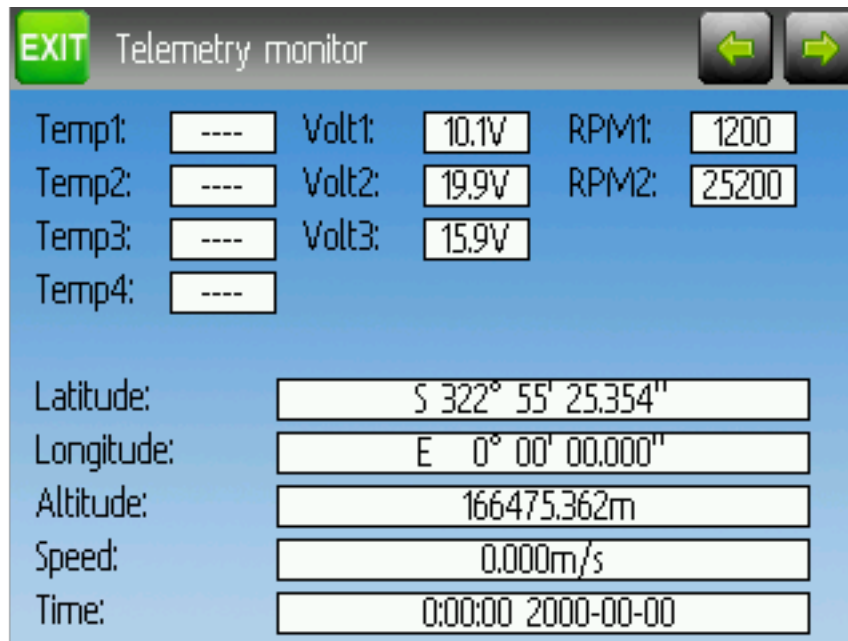 EXIT Telemetry monitor
Temp1: ---- Volt1: 10.1V RPM1: 1200
Temp2: ---- Volt2: 19.9V RPM2: 25200
Temp3: ---- Volt3: 15.9V
Temp4: ----
Latitude: S 322° 55' 25.354"
Longitude: E 0° 00' 00.000"
Altitude: 166475.362m
Speed: 0.000m/s
Time: 0:00:00 2000-00-00